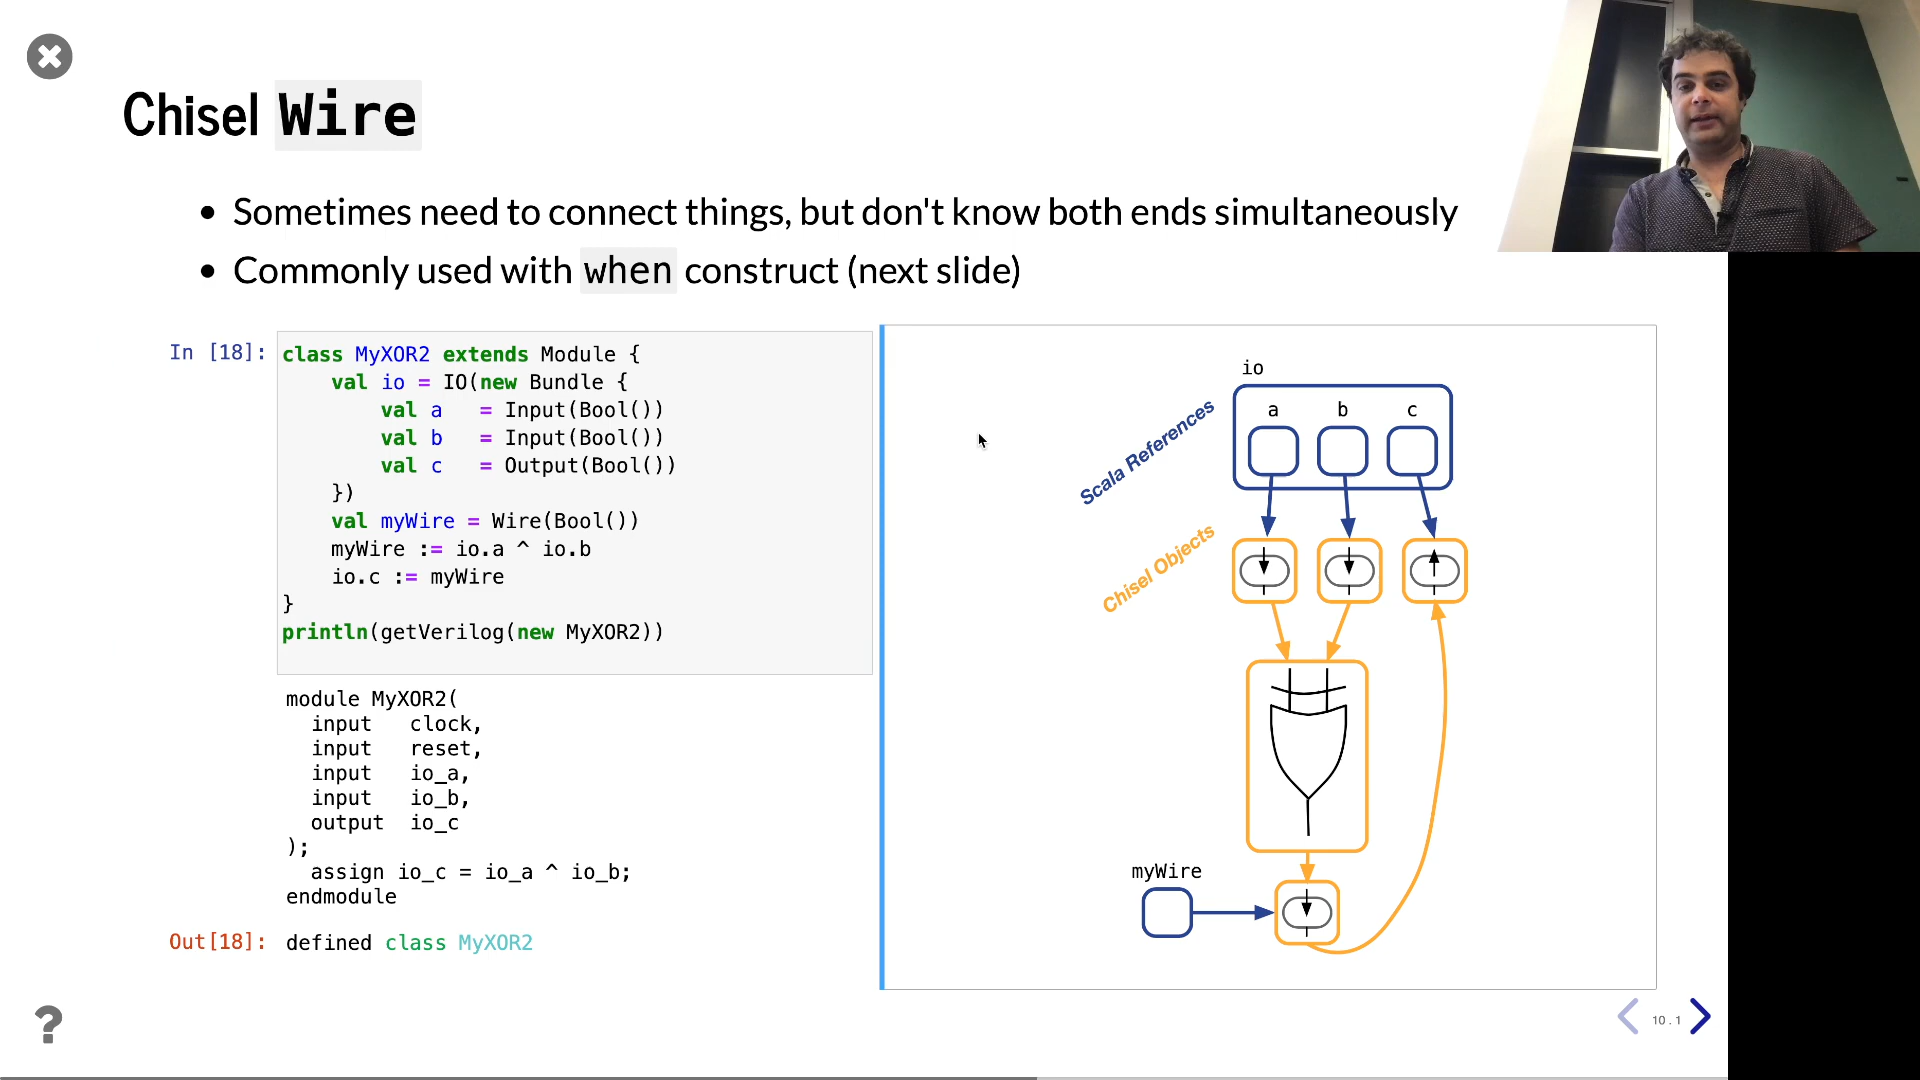 Chisel Wire
• Sometimes need to connect things, but don't know both ends simultaneously
• Commonly used with when construct (next slide)
In [18]:
class MyXOR2 extends Module {
    val io = IO(new Bundle {
        val a   = Input(Bool())
        val b   = Input(Bool())
        val c   = Output(Bool())
    })
    val myWire = Wire(Bool())
    myWire := io.a ^ io.b
    io.c := myWire
}
println(getVerilog(new MyXOR2))
module MyXOR2(
  input   clock,
  input   reset,
  input   io_a,
  input   io_b,
  output  io_c
);
  assign io_c = io_a ^ io_b;
endmodule
Out[18]: defined class MyXOR2
io
a b c
Scala References
Chisel Objects
myWire
10.1
?